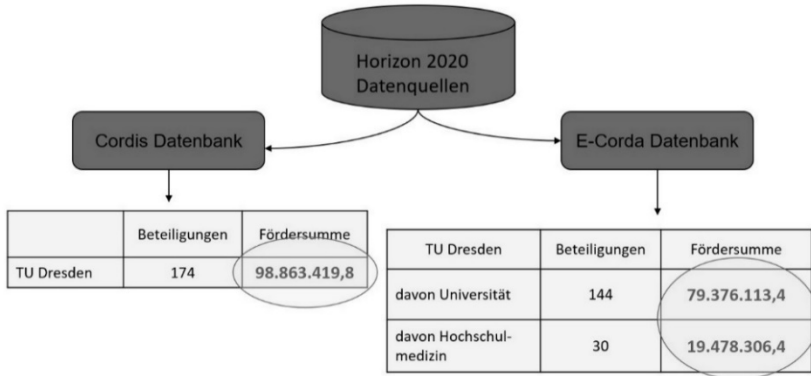 Horizon 2020
Datenquellen
Cordis Datenbank
E-Corda Datenbank
Beteiligungen Fördersumme
TU Dresden 174 98.863.419,8
TU Dresden Beteiligungen Fördersumme
davon Universität 144 79.376.113,4
davon Hochschul-
medizin 30 19.478.306,4